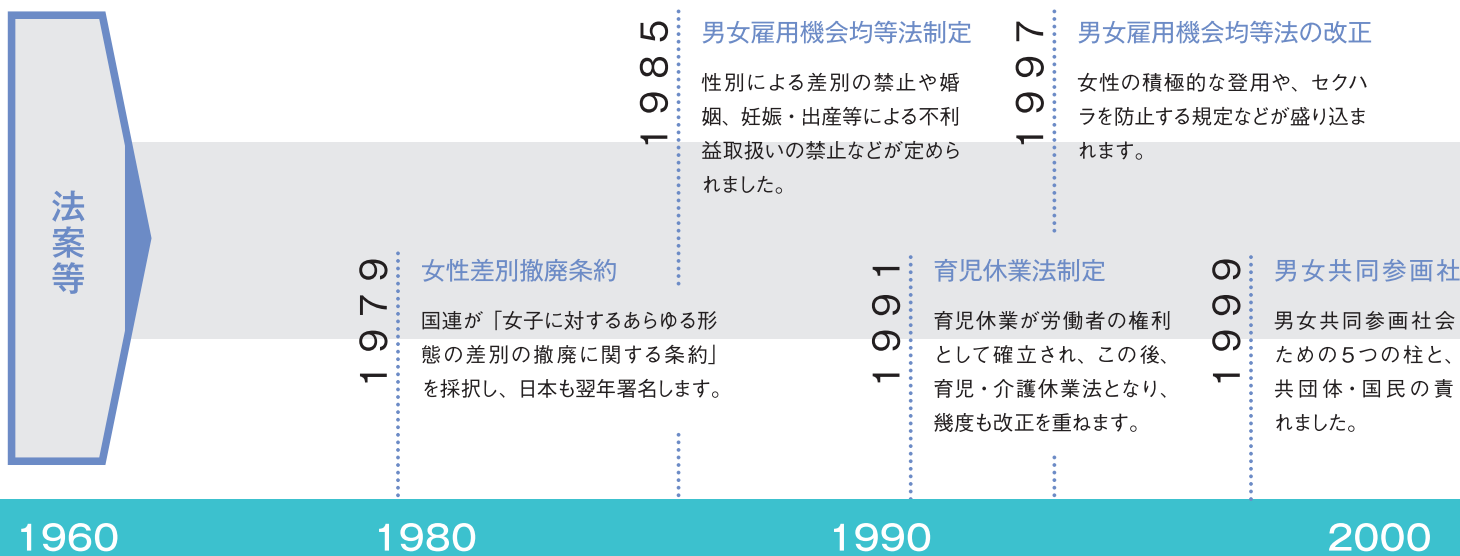 法案等
1985
男女雇用機会均等法制定
性別による差別の禁止や婚
姻、妊娠・出産等による不利
益取扱いの禁止などが定めら
れました。
1997
男女雇用機会均等法の改正
女性の積極的な登用や、セクハ
ラを防止する規定などが盛り込ま
れます。
1979
女性差別撤廃条約
国連が「女子に対するあらゆる形
態の差別の撤廃に関する条約」
を採択し、日本も翌年署名します。
1991
育児休業法制定
育児休業が労働者の権利
として確立され、この後、
育児・介護休業法となり、
幾度も改正を重ねます。
1999
男女共同参画社
男女共同参画社会
ための5つの柱と、
共団体・国民の責
れました。
1960
1980
1990
2000